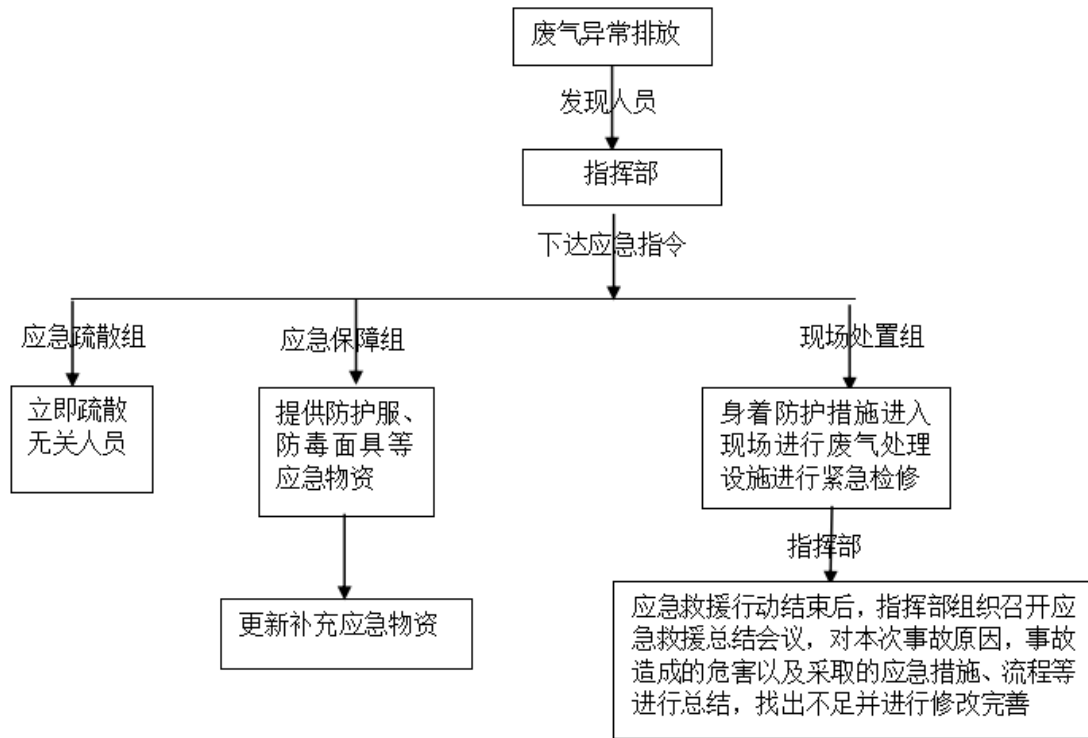 废气异常排放
发现人员
指挥部
下达应急指令
应急疏散组
应急保障组
现场处置组
立即疏散
无关人员
提供防护服、
防毒面具等
应急物资
身着防护措施进入
现场进行废气处理
设施进行紧急检修
指挥部
更新补充应急物资
应急救援行动结束后，指挥部组织召开应
急救援总结会议，对本次事故原因，事故
造成的危害以及采取的应急措施、流程等
进行总结，找出不足并进行修改完善